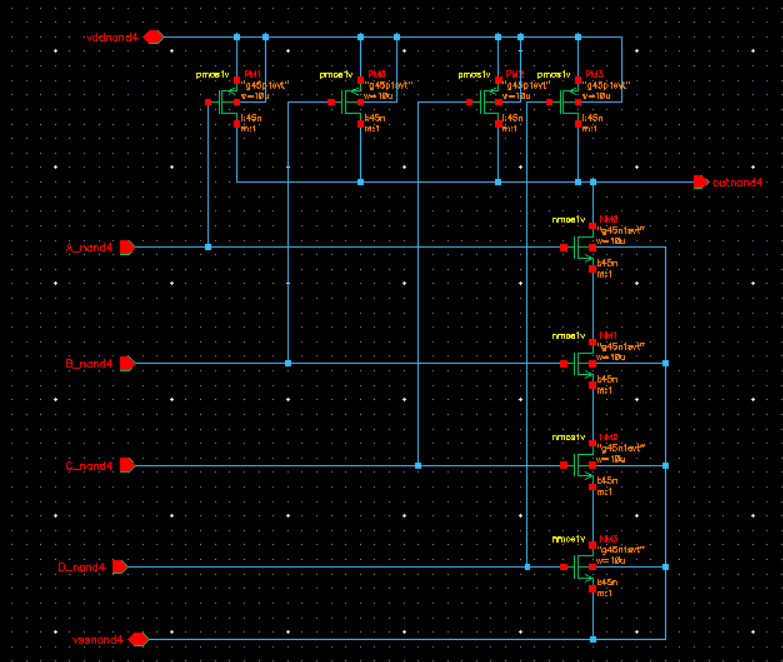 vddnand4
pmos1v PM1
"g45p1svt"
w=10u
l:45n
m:1
pmos1v PM0
"g45p1svt"
w=10u
l:45n
m:1
pmos1v PM2
"g45p1svt"
w=10u
l:45n
m:1
pmos1v PM3
"g45p1svt"
w=10u
l:45n
m:1
outnand4
A_nand4
nmos1v NM0
"g45n1svt"
w=10u
l:45n
m:1
B_nand4
nmos1v NM1
"g45n1svt"
w=10u
l:45n
m:1
C_nand4
nmos1v NM2
"g45n1svt"
w=10u
l:45n
m:1
D_nand4
nmos1v NM3
"g45n1svt"
w=10u
l:45n
m:1
vssnand4